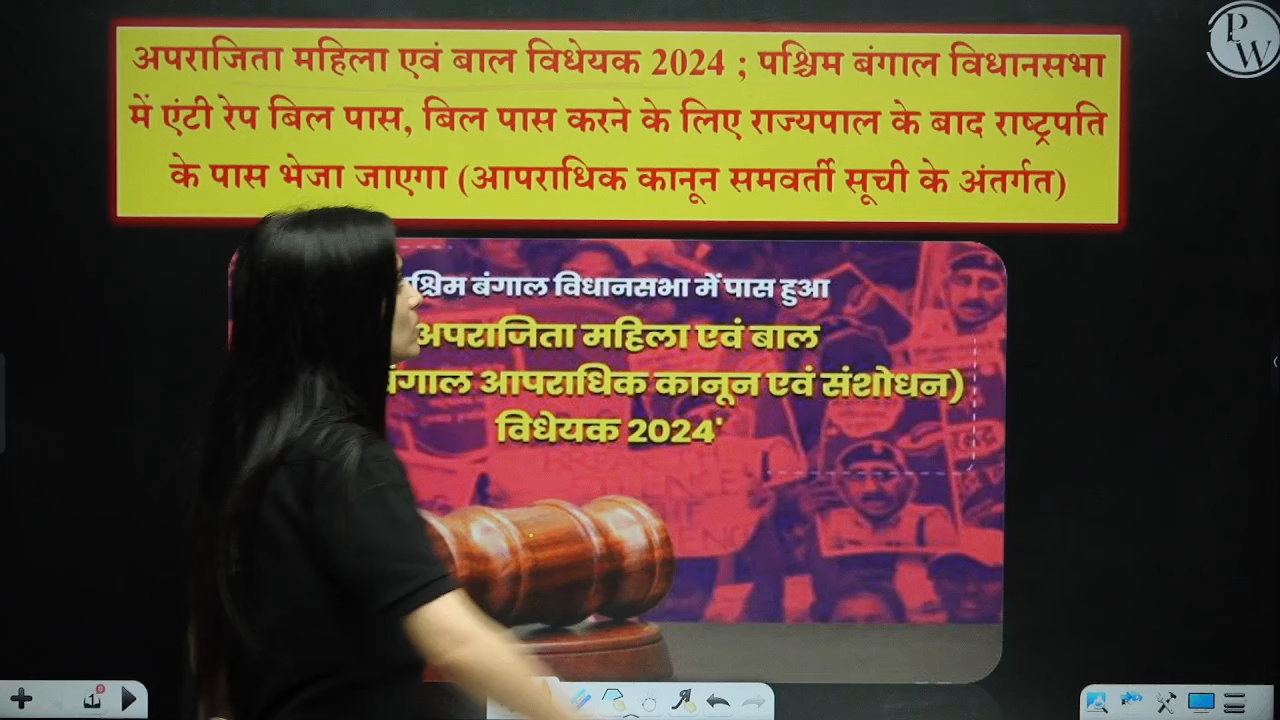 अपराजिता महिला एवं बाल विधेयक 2024 ; पश्चिम बंगाल विधानसभा
में एंटी रेप बिल पास, बिल पास करने के लिए राज्यपाल के बाद राष्ट्रपति
के पास भेजा जाएगा (आपराधिक कानून समवर्ती सूची के अंतर्गत)
PW
बंगाल विधानसभा में पास हुआ
अपराजिता महिला एवं बाल
आपराधिक कानून एवं संशोधन)
विधेयक 2024'